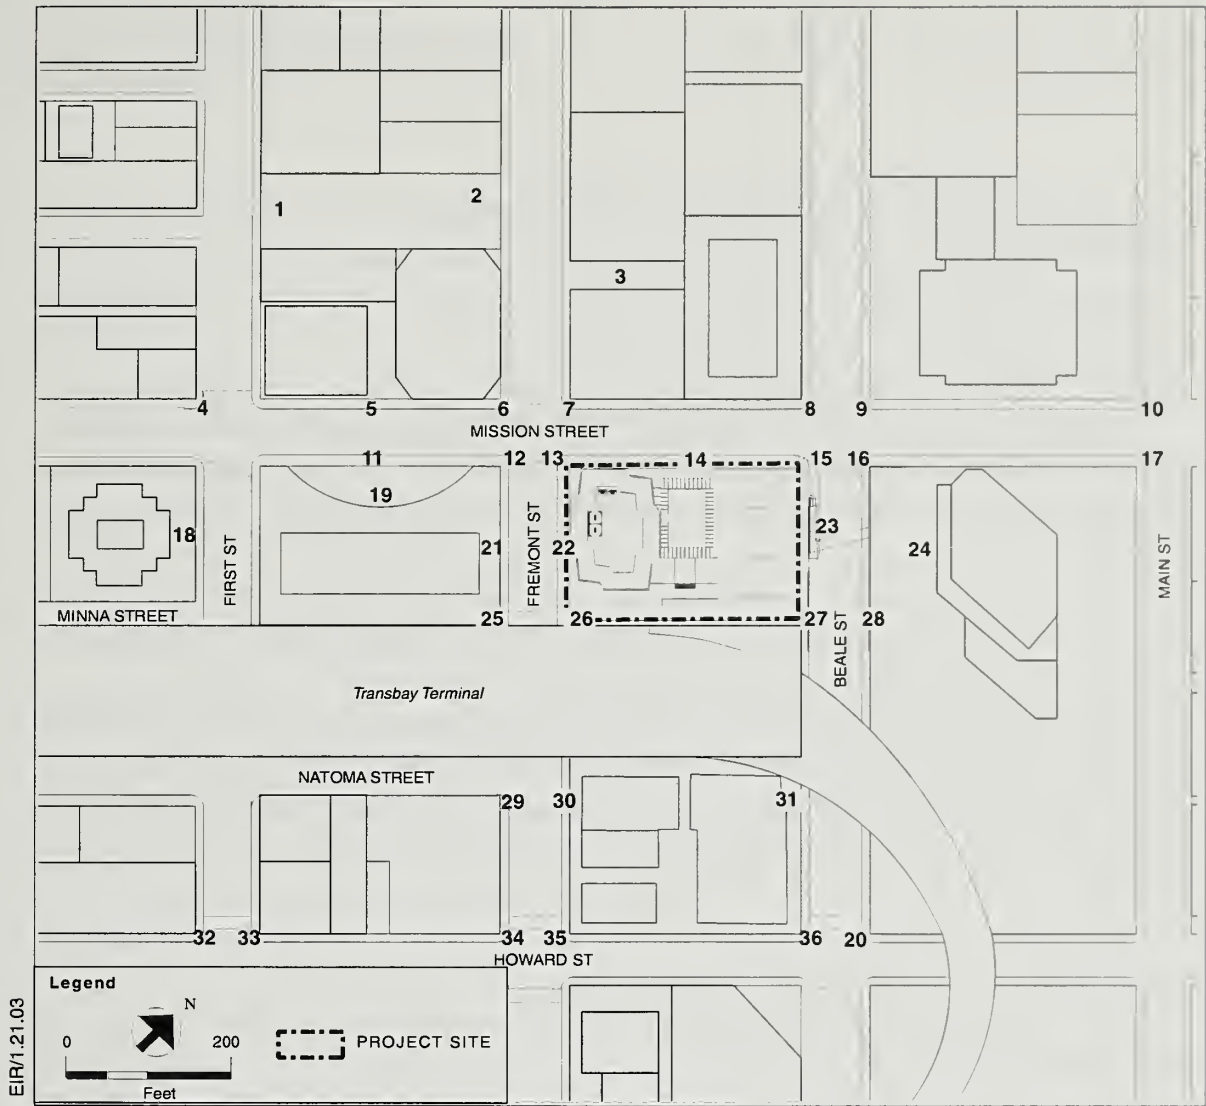 1 2
3
4 5 6 7 8 9 10
MISSION STREET
11 12 13 14 15 16 17
19
18 21 22 23 24
FIRST ST
FREMONT ST
BEALE ST
MAIN ST
MINNA STREET
25 26 27 28
Transbay Terminal
NATOMA STREET
29 30 31
32 33 34 35 36 20
HOWARD ST
Legend
N
0 200
Feet
PROJECT SITE
EIR/1.21.03